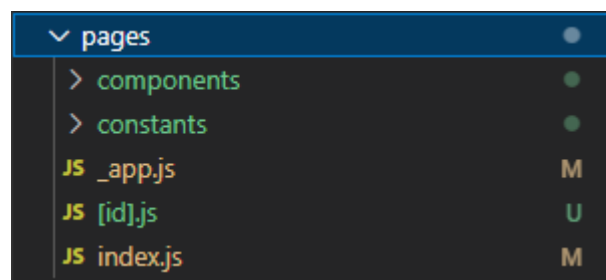 pages
components
constants
JS _app.js M
JS [id].js U
JS index.js M